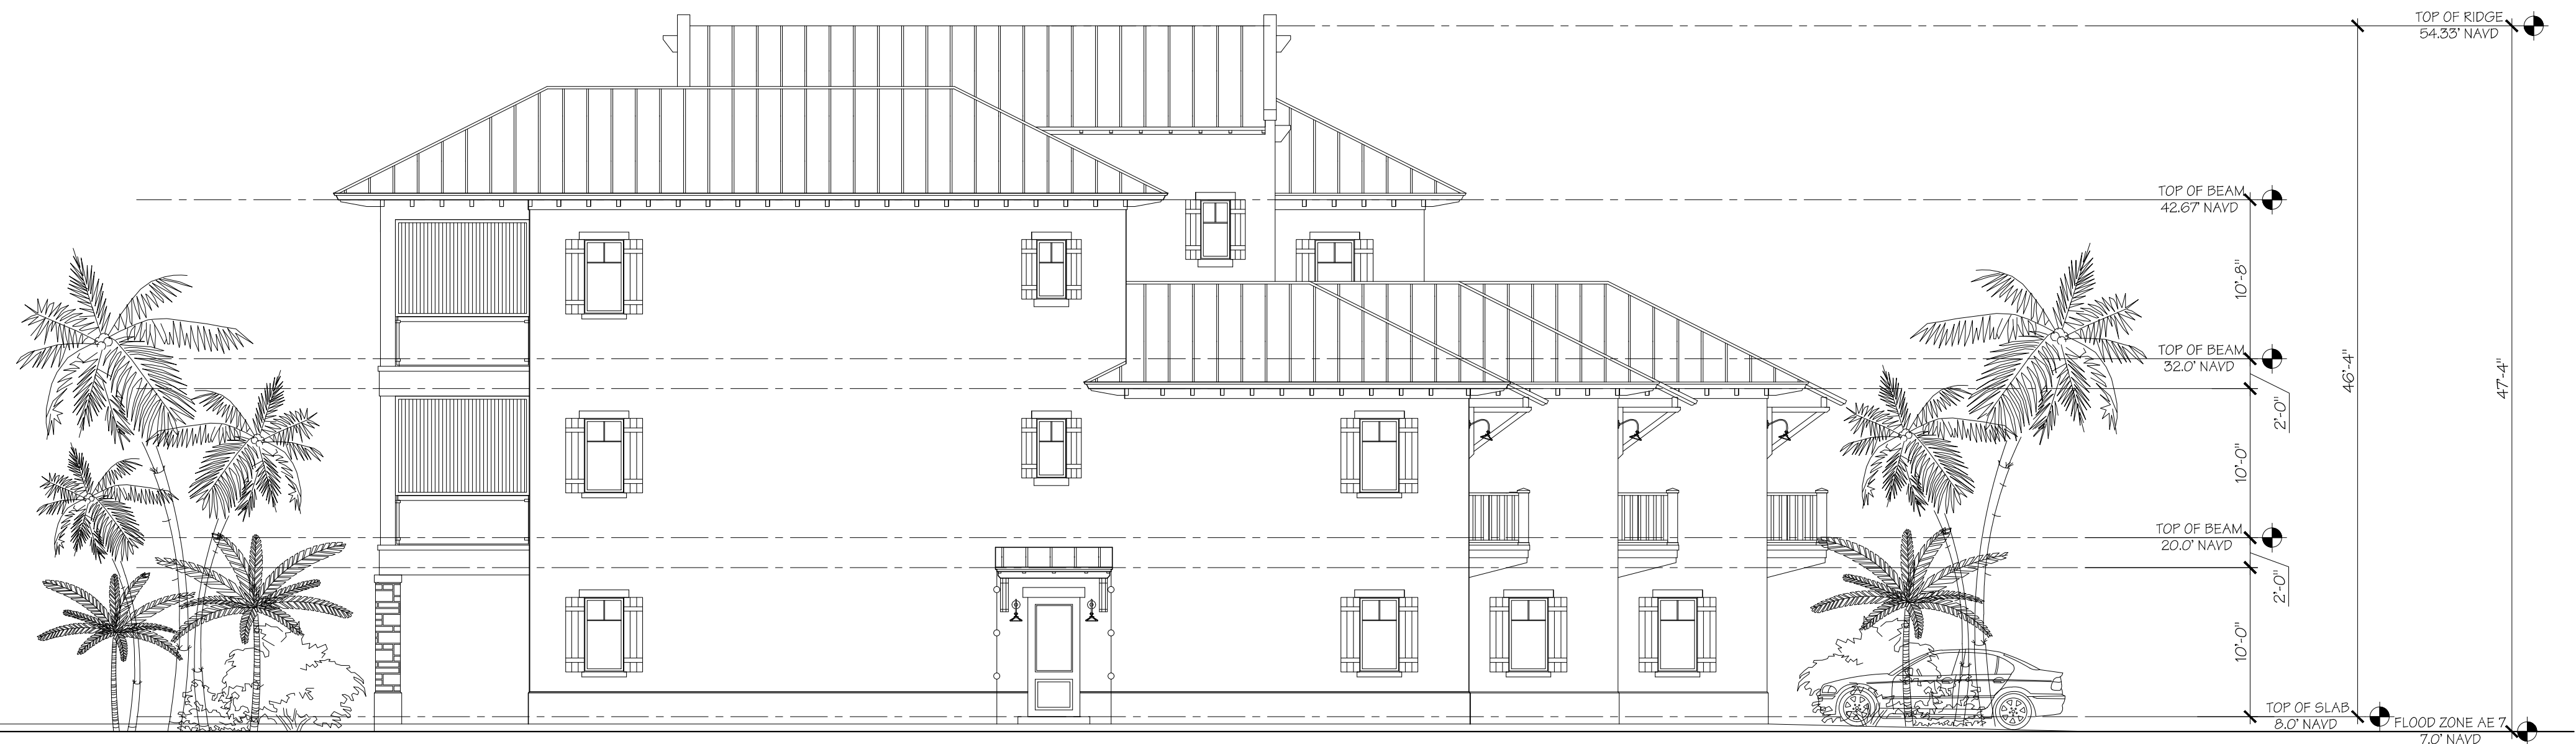 TOP OF RIDGE
54.33' NAVD
TOP OF BEAM
42.67' NAVD
10'-8"
TOP OF BEAM
32.0' NAVD
46'-4"
47'-4"
2'-0"
10'-0"
TOP OF BEAM
20.0' NAVD
2'-0"
10'-0"
TOP OF SLAB
8.0' NAVD
FLOOD ZONE AE 7
7.0' NAVD